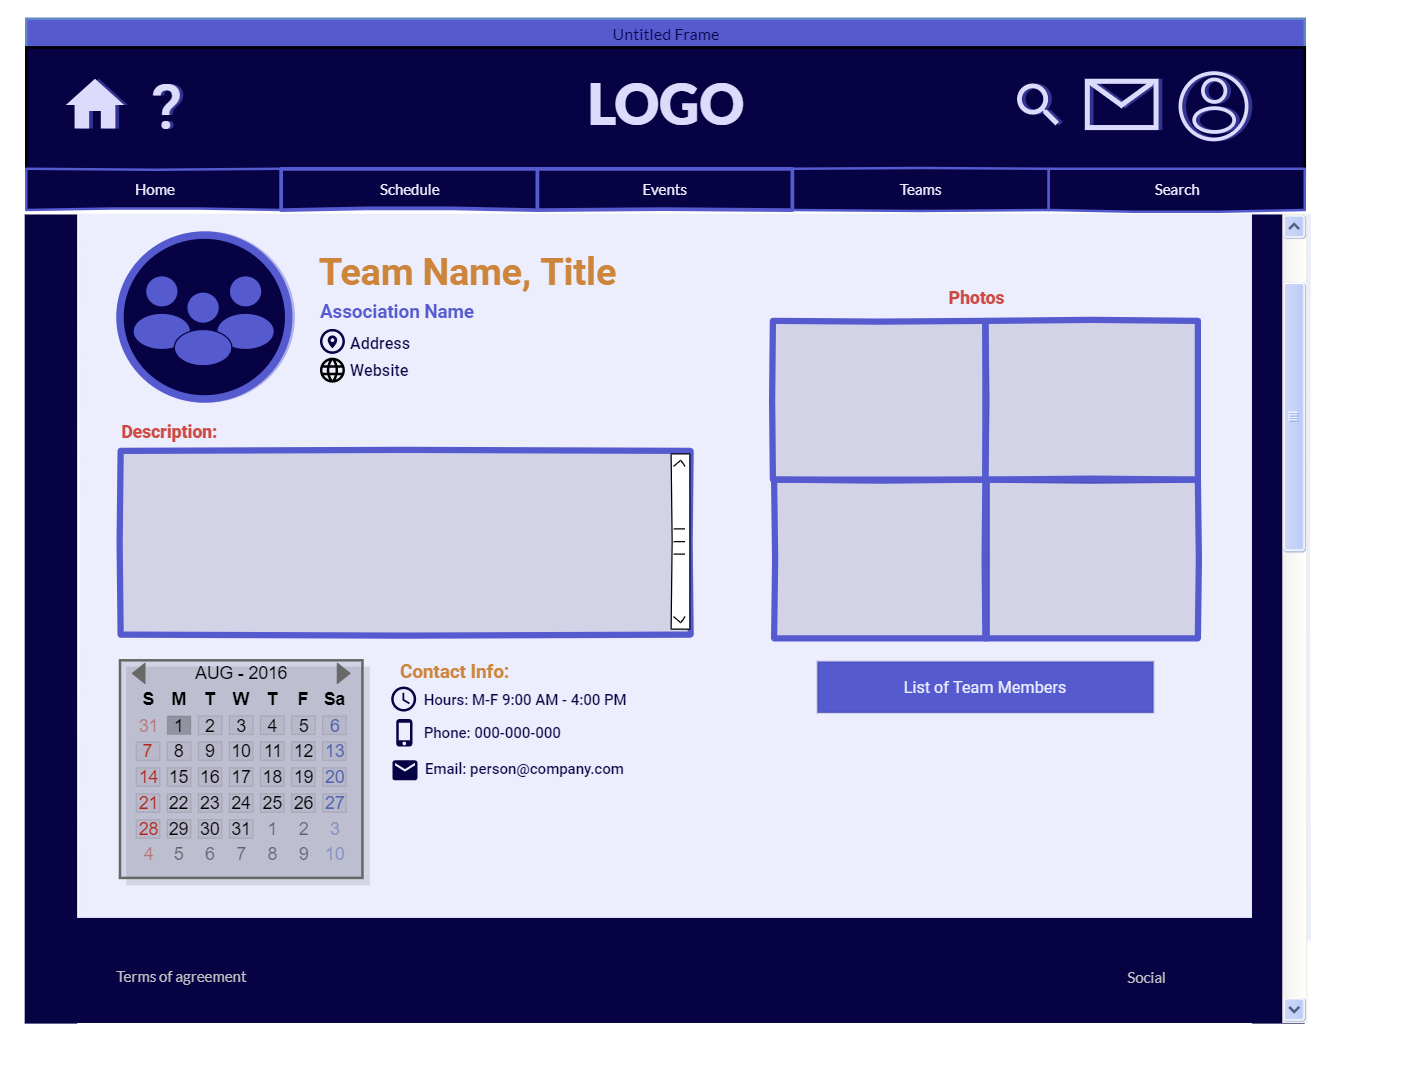 Untitled Frame
?
LOGO
Home
Schedule
Events
Teams
Search
Team Name, Title
Association Name
Address
Website
Photos
Description:
AUG - 2016
S M T W T F Sa
31 1 2 3 4 5 6
7 8 9 10 11 12 13
14 15 16 17 18 19 20
21 22 23 24 25 26 27
28 29 30 31 1 2 3
4 5 6 7 8 9 10
Contact Info:
Hours: M-F 9:00 AM - 4:00 PM
Phone: 000-000-000
Email: person@company.com
List of Team Members
Terms of agreement
Social